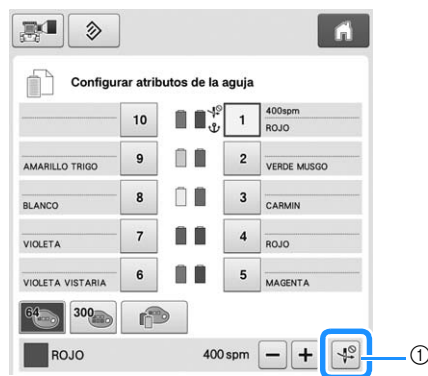 Configurar atributos de la aguja
10 1 400spm
ROJO
AMARILLO TRIGO 9 2 VERDE MUSGO
BLANCO 8 3 CARMIN
VIOLETA 7 4 ROJO
VIOLETA VISTARIA 6 5 MAGENTA
64 300
ROJO 400 spm − + ①